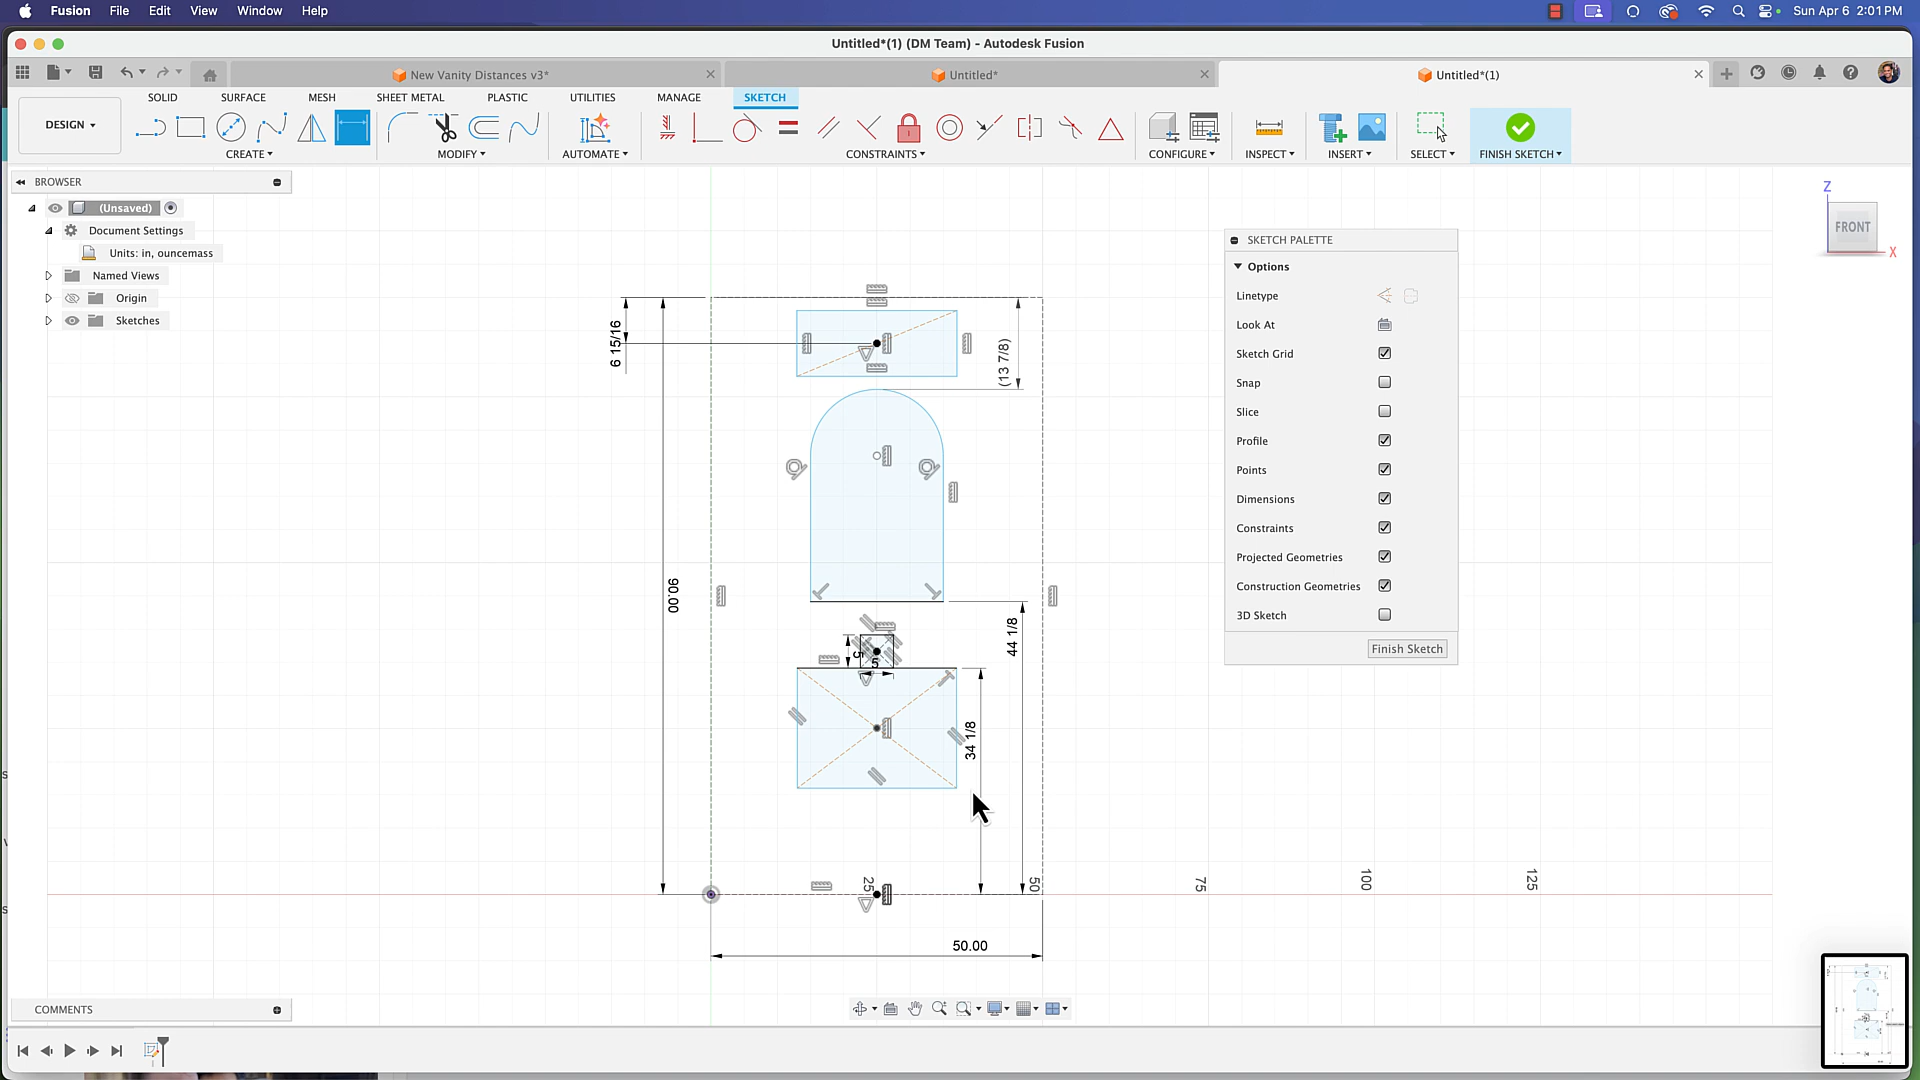 Fusion File Edit View Window Help Sun Apr 6 2:01 PM
Untitled*(1) (DM Team) - Autodesk Fusion
New Vanity Distances v3* Untitled* Untitled*(1)
SOLID SURFACE MESH SHEET METAL PLASTIC UTILITIES MANAGE SKETCH
DESIGN
CREATE MODIFY AUTOMATE CONSTRAINTS CONFIGURE INSPECT INSERT SELECT FINISH SKETCH
BROWSER
(Unsaved)
Document Settings
Units: in, ouncemass
Named Views
Origin
Sketches
Z
FRONT
X
SKETCH PALETTE
Options
Linetype
Look At
Sketch Grid
Snap
Slice
Profile
Points
Dimensions
Constraints
Projected Geometries
Construction Geometries
3D Sketch
Finish Sketch
6 15/16
(13 7/8)
90.00
44 1/8
5
5
34 1/8
25
50
75
100
125
50.00
COMMENTS